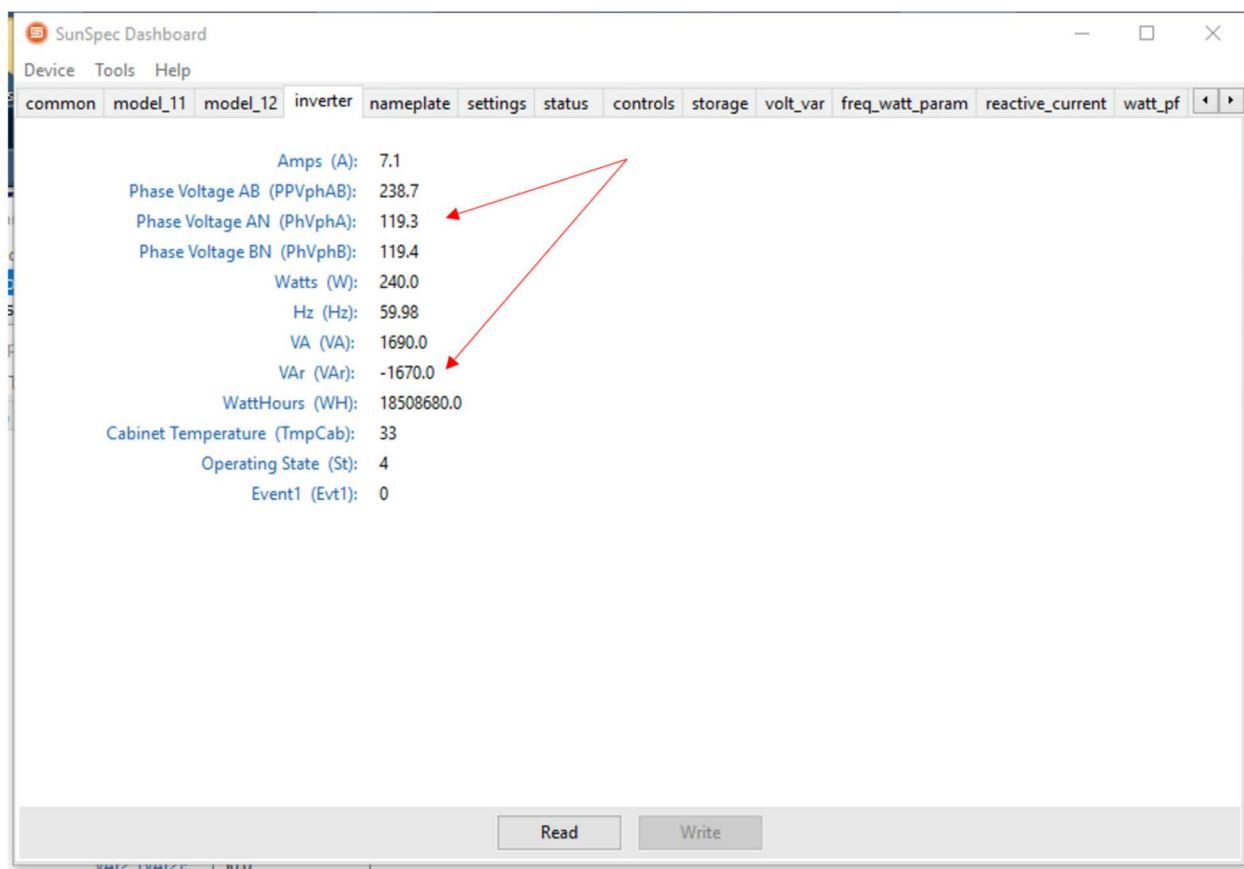 SunSpec Dashboard
Device Tools Help
common model_11 model_12 inverter nameplate settings status controls storage volt_var freq_watt_param reactive_current watt_pf
Amps (A): 7.1
Phase Voltage AB (PPVphAB): 238.7
Phase Voltage AN (PhVphA): 119.3
Phase Voltage BN (PhVphB): 119.4
Watts (W): 240.0
Hz (Hz): 59.98
VA (VA): 1690.0
VAr (VAr): -1670.0
WattHours (WH): 18508680.0
Cabinet Temperature (TmpCab): 33
Operating State (St): 4
Event1 (Evt1): 0
Read Write